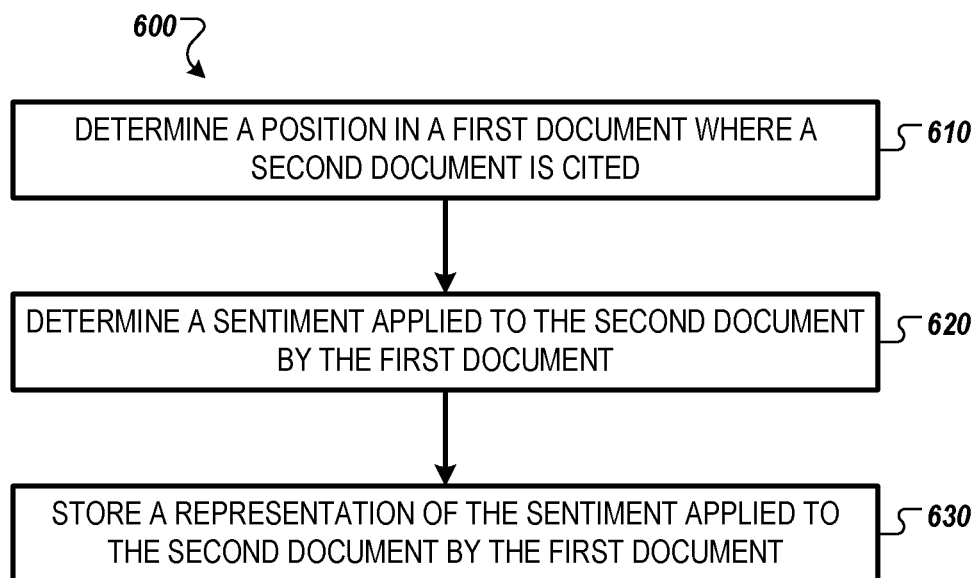 600
DETERMINE A POSITION IN A FIRST DOCUMENT WHERE A
SECOND DOCUMENT IS CITED
610
DETERMINE A SENTIMENT APPLIED TO THE SECOND DOCUMENT
BY THE FIRST DOCUMENT
620
STORE A REPRESENTATION OF THE SENTIMENT APPLIED TO
THE SECOND DOCUMENT BY THE FIRST DOCUMENT
630